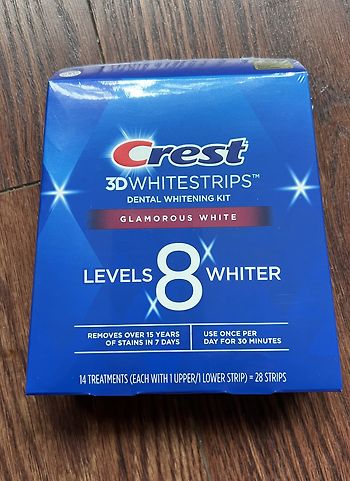 Crest
3DWHITESTRIPS™
DENTAL WHITENING KIT
GLAMOROUS WHITE
LEVELS 8 WHITER
REMOVES OVER 15 YEARS
OF STAINS IN 7 DAYS
USE ONCE PER
DAY FOR 30 MINUTES
14 TREATMENTS (EACH WITH 1 UPPER/1 LOWER STRIP) = 28 STRIPS